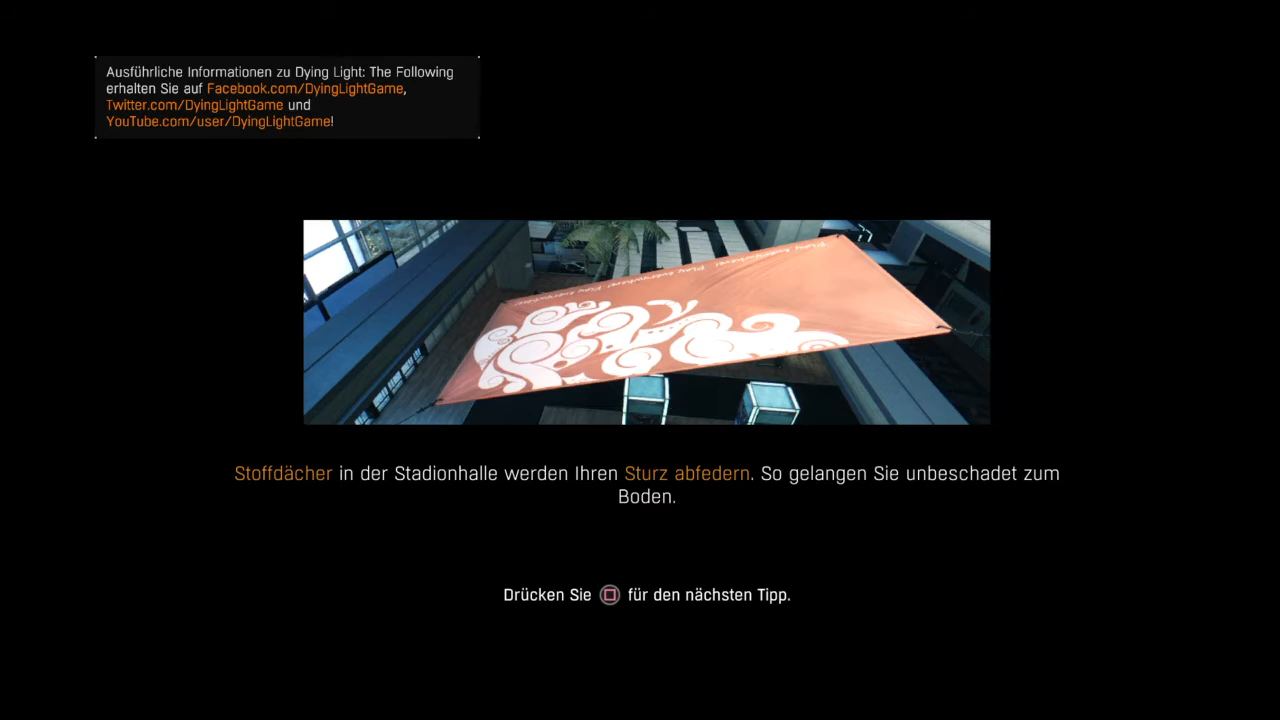 Ausführliche Informationen zu Dying Light: The Following
erhalten Sie auf Facebook.com/DyingLightGame,
Twitter.com/DyingLightGame und
YouTube.com/user/DyingLightGame!
Stoffdächer in der Stadionhalle werden Ihren Sturz abfedern. So gelangen Sie unbeschadet zum
Boden.
Drücken Sie für den nächsten Tipp.